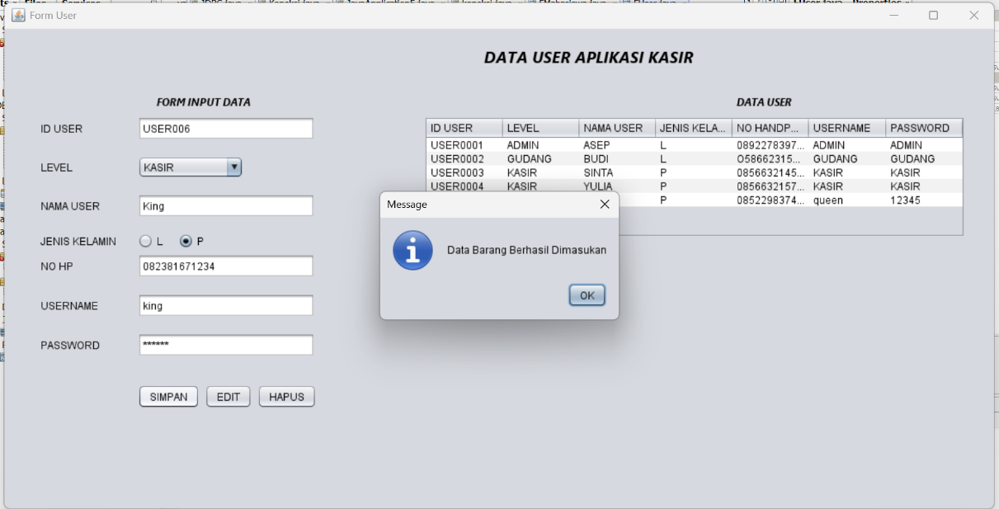 Form User
DATA USER APLIKASI KASIR
FORM INPUT DATA
ID USER USER006
LEVEL KASIR
NAMA USER King
JENIS KELAMIN L P
NO HP 082381671234
USERNAME king
PASSWORD ******
SIMPAN EDIT HAPUS
DATA USER
ID USER LEVEL NAMA USER JENIS KELA... NO HANDP... USERNAME PASSWORD
USER0001 ADMIN ASEP L 0892278397... ADMIN ADMIN
USER0002 GUDANG BUDI L O58662315... GUDANG GUDANG
USER0003 KASIR SINTA P 0856632145... KASIR KASIR
USER0004 KASIR YULIA P 0856632157... KASIR KASIR
P 0852298374... queen 12345
Message
Data Barang Berhasil Dimasukan
OK